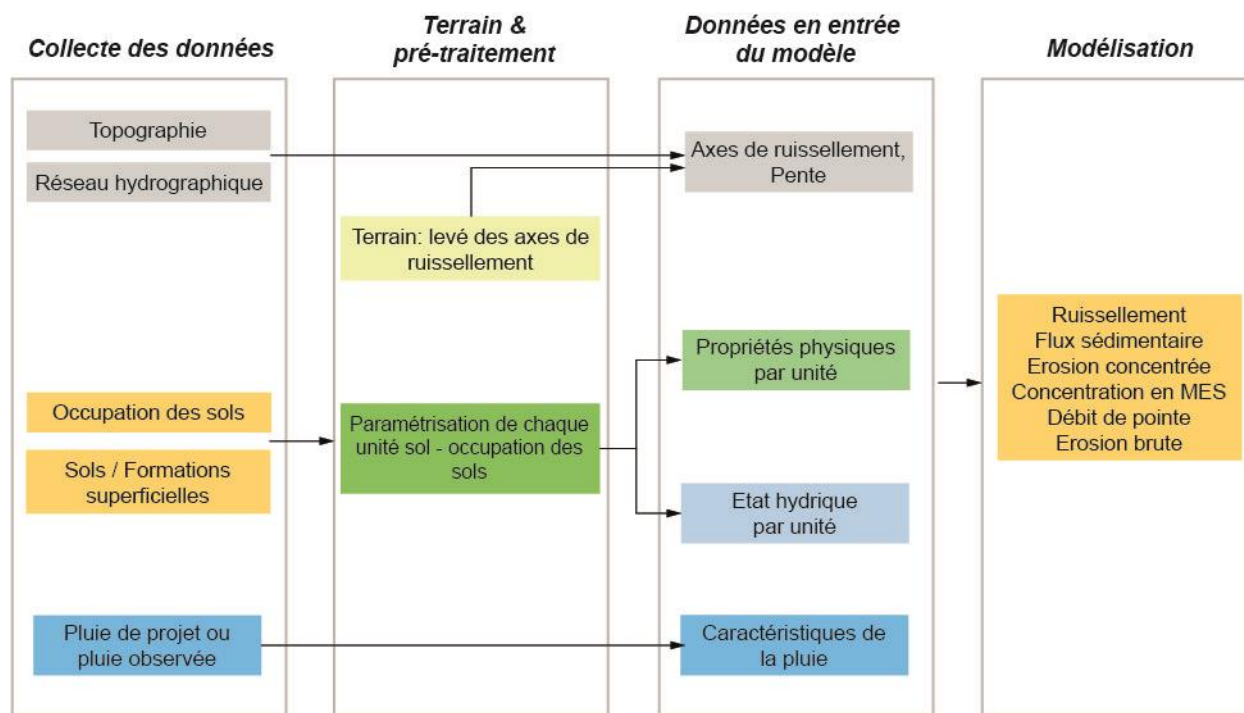 Collecte des données
Terrain &
pré-traitement
Données en entrée
du modèle
Modélisation
Topographie
Réseau hydrographique
Occupation des sols
Sols / Formations
superficielles
Pluie de projet ou
pluie observée
Terrain: levé des axes de
ruissellement
Paramétrisation de chaque
unité sol - occupation des
sols
Axes de ruissellement,
Pente
Propriétés physiques
par unité
Etat hydrique
par unité
Caractéristiques de
la pluie
Ruissellement
Flux sédimentaire
Erosion concentrée
Concentration en MES
Débit de pointe
Erosion brute